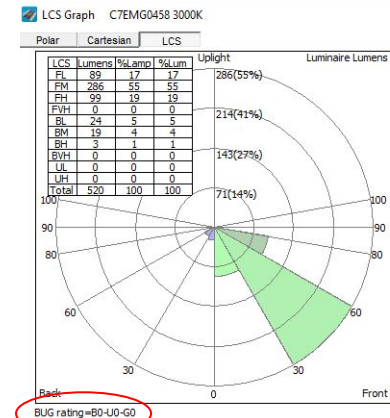 LCS Graph C7EMG0458 3000K
Polar Cartesian LCS
Uplight Luminaire Lumens
LCS Lumens %Lamp %Lum
FL 89 17 17
FM 286 55 55
FH 99 19 19
FVH 0 0 0
BL 24 5 5
BM 19 4 4
BH 3 1 1
BVH 0 0 0
UL 0 0 0
UH 0 0 0
Total 520 100 100
286(55%)
214(41%)
143(27%)
71(14%)
100 100
90 90
80 80
60 60
30 30
Back 0 Front
BUG rating=B0-U0-G0